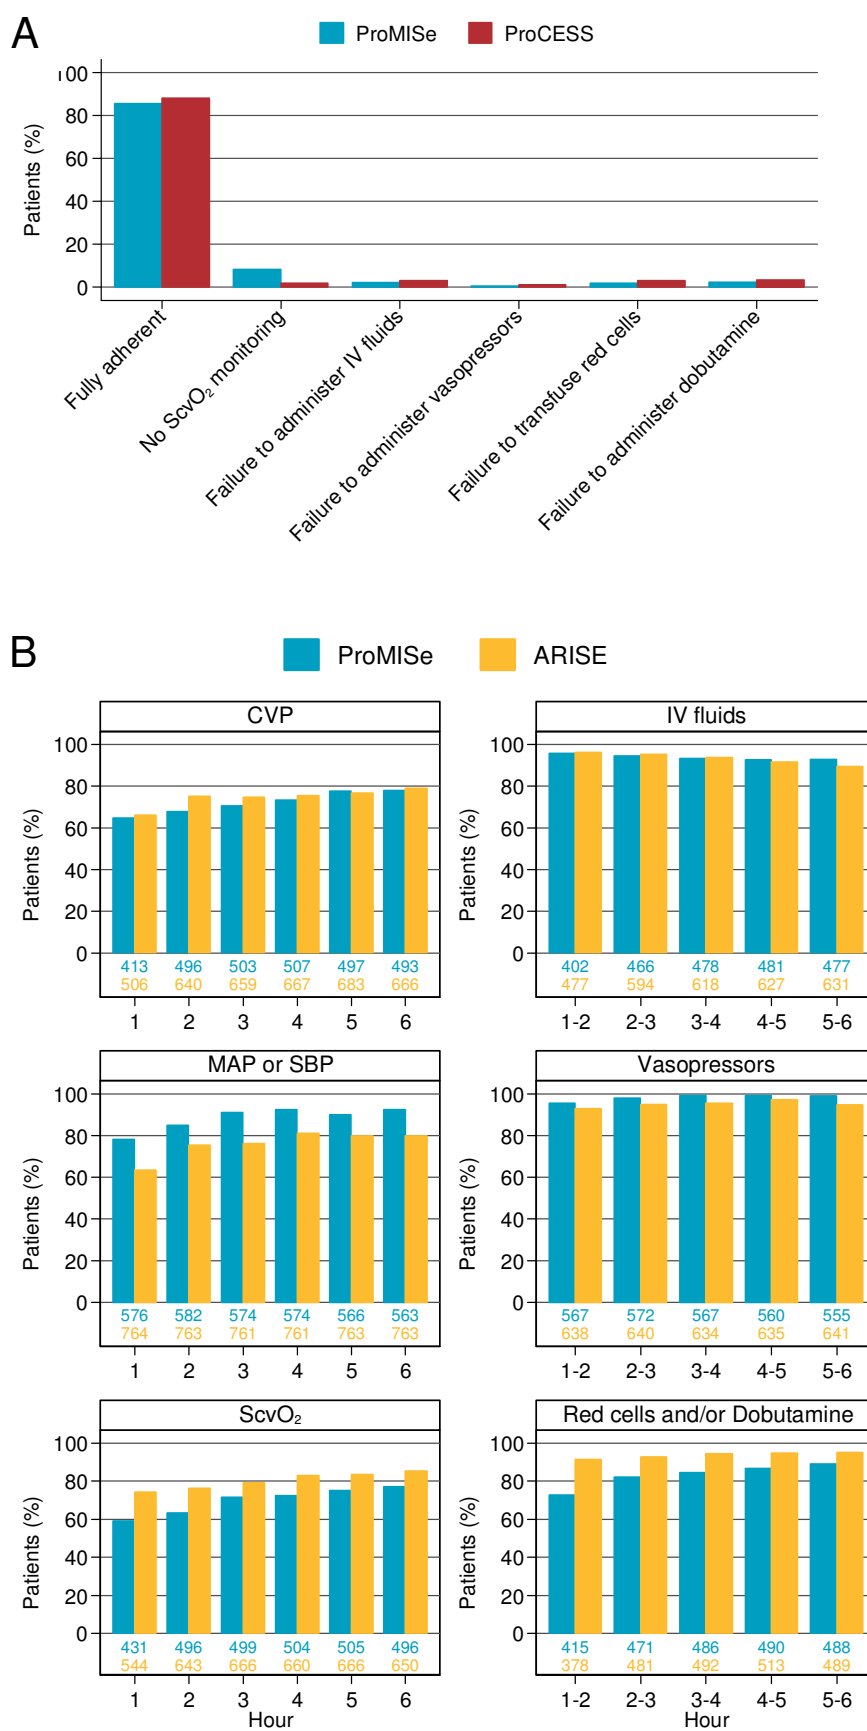 A
ProMISe ProCESS
100
80
60
40
20
0
Patients (%)
Fully adherent
No ScvO₂ monitoring
Failure to administer IV fluids
Failure to administer vasopressors
Failure to transfuse red cells
Failure to administer dobutamine
B
ProMISe ARISE
CVP
100
80
60
40
20
0
Patients (%)
413 496 503 507 497 493
506 640 659 667 683 666
1 2 3 4 5 6
IV fluids
100
80
60
40
20
0
Patients (%)
402 466 478 481 477
477 594 618 627 631
1-2 2-3 3-4 4-5 5-6
MAP or SBP
100
80
60
40
20
0
Patients (%)
576 582 574 574 566 563
764 763 761 761 763 763
1 2 3 4 5 6
Vasopressors
100
80
60
40
20
0
Patients (%)
567 572 567 560 555
638 640 634 635 641
1-2 2-3 3-4 4-5 5-6
ScvO₂
100
80
60
40
20
0
Patients (%)
431 496 499 504 505 496
544 643 666 660 666 650
1 2 3 4 5 6
Hour
Red cells and/or Dobutamine
100
80
60
40
20
0
Patients (%)
415 471 486 490 488
378 481 492 513 489
1-2 2-3 3-4 4-5 5-6
Hour